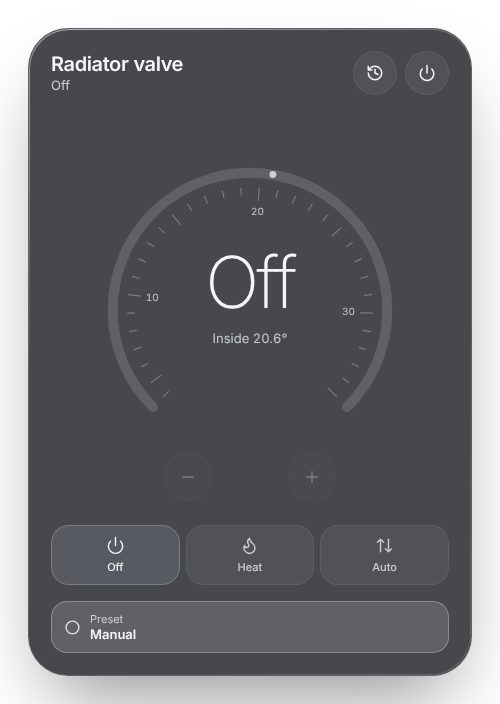 Radiator valve
Off
20
10
30
Off
Inside 20.6°
Off
Heat
Auto
Preset
Manual